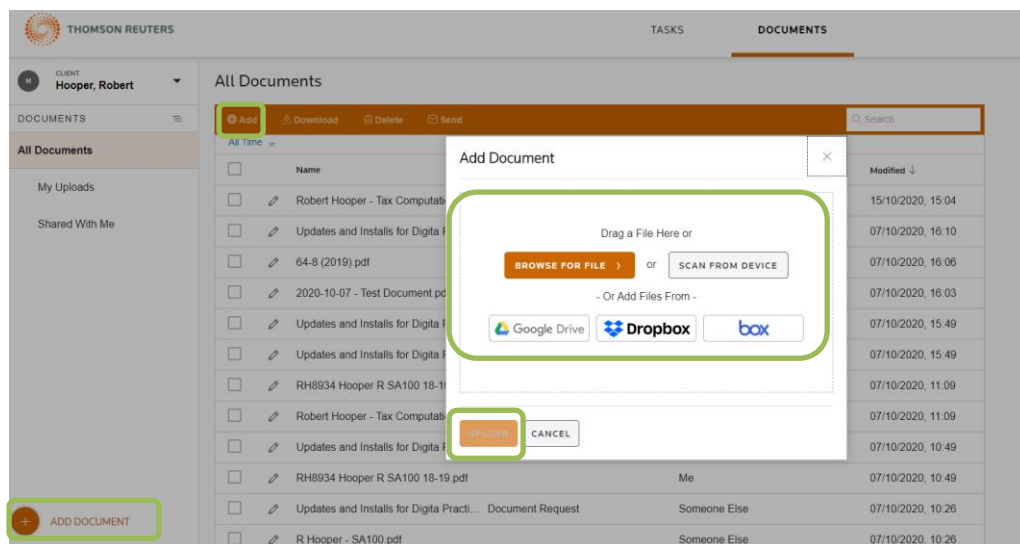 THOMSON REUTERS
TASKS DOCUMENTS
M CLIENT
Hooper, Robert
All Documents
DOCUMENTS
Add Download Delete Send Search
All Time
All Documents
My Uploads
Shared With Me
Name Modified
Robert Hooper - Tax Computati 15/10/2020, 15:04
Updates and Installs for Digita 07/10/2020, 16:10
64-8 (2019).pdf 07/10/2020, 16:06
2020-10-07 - Test Document.pd 07/10/2020, 16:03
Updates and Installs for Digita 07/10/2020, 15:49
Updates and Installs for Digita 07/10/2020, 15:49
RH8934 Hooper R SA100 18-1 07/10/2020, 11:09
Robert Hooper - Tax Computati 07/10/2020, 11:09
Updates and Installs for Digita 07/10/2020, 10:49
RH8934 Hooper R SA100 18-19.pdf Me 07/10/2020, 10:49
Updates and Installs for Digita Practi... Document Request Someone Else 07/10/2020, 10:26
R Hooper - SA100.pdf Someone Else 07/10/2020, 10:26
Add Document
Drag a File Here or
BROWSE FOR FILE or SCAN FROM DEVICE
- Or Add Files From -
Google Drive Dropbox box
UPLOAD CANCEL
ADD DOCUMENT